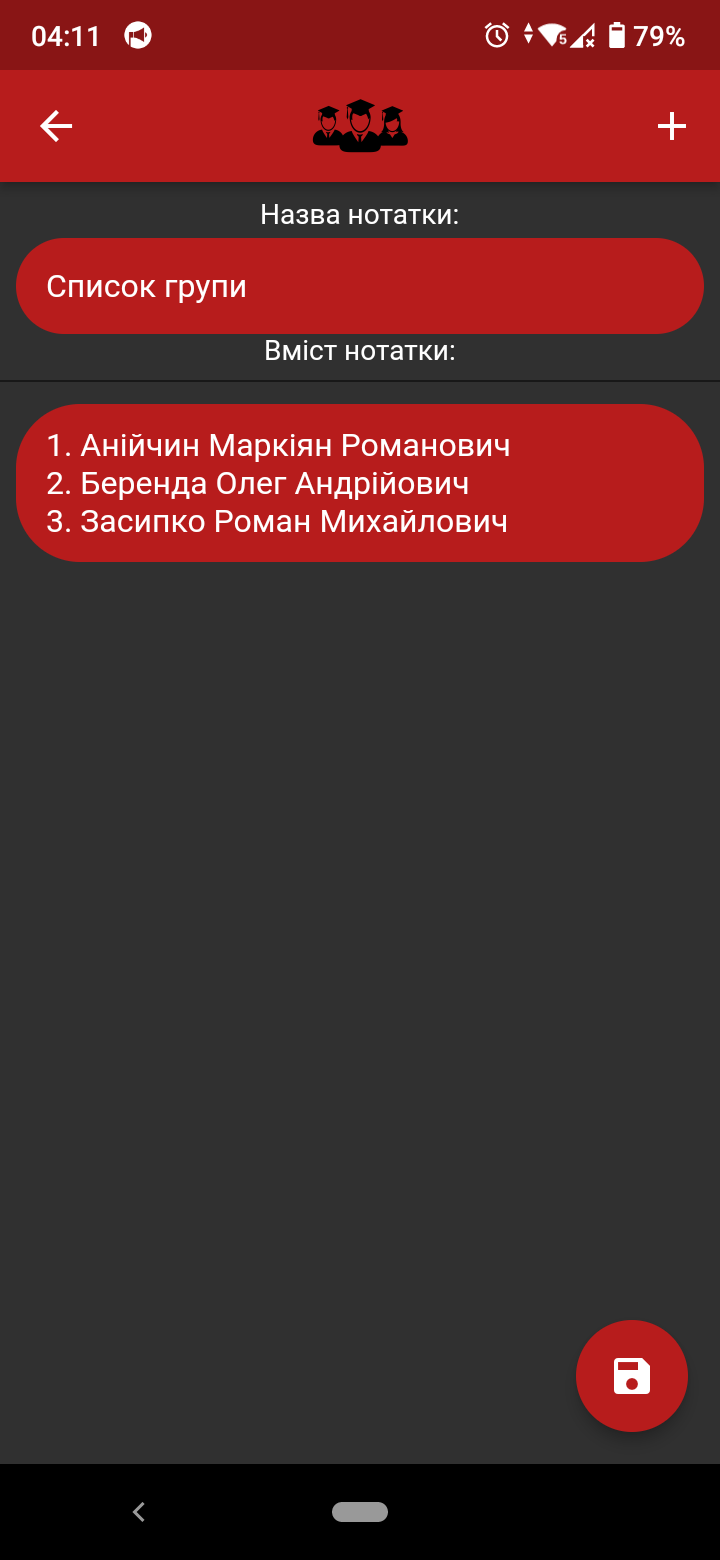 04:11
5
79%
Назва нотатки:
Список групи
Вміст нотатки:
1. Анійчин Маркіян Романович
2. Беренда Олег Андрійович
3. Засипко Роман Михайлович